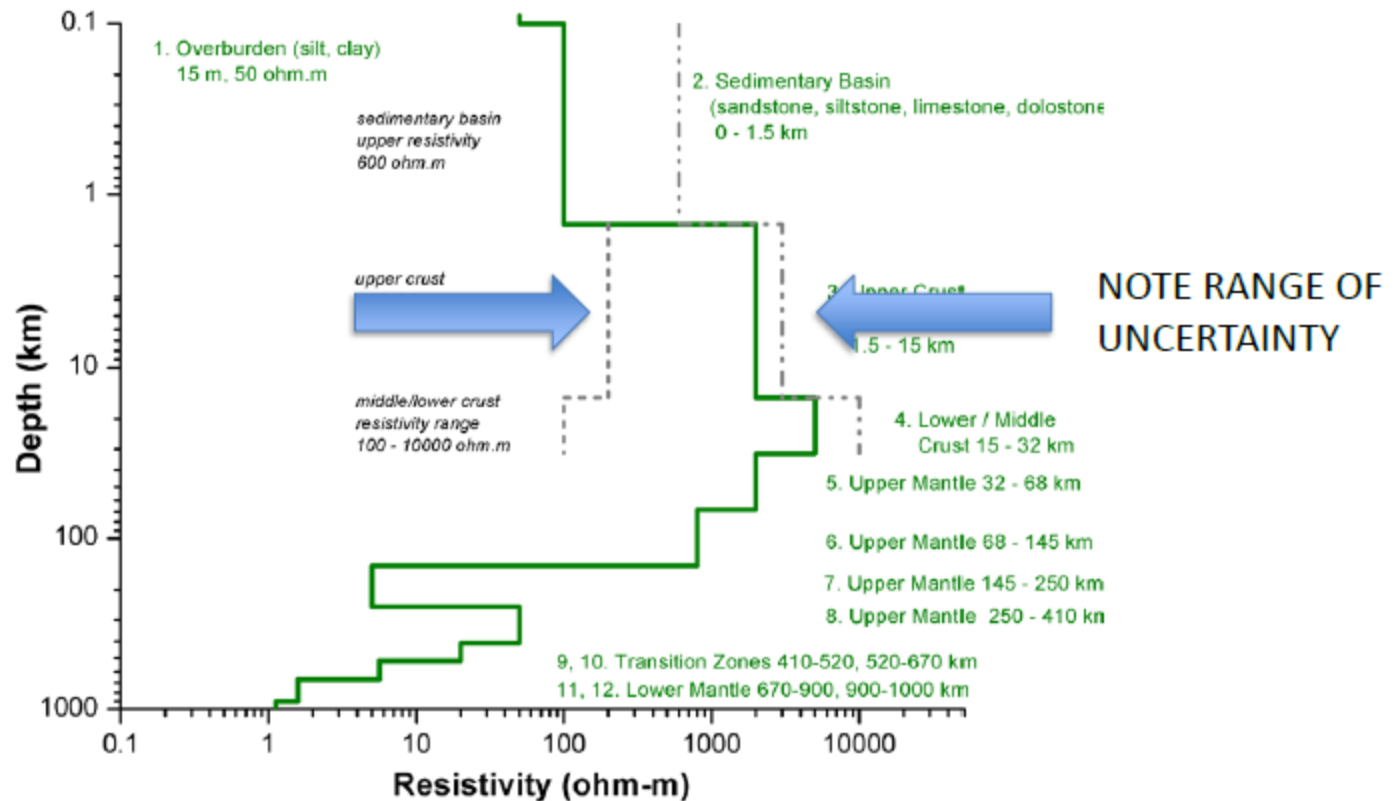 0.1
1. Overburden (silt, clay)
15 m, 50 ohm.m
2. Sedimentary Basin
(sandstone, siltstone, limestone, dolostone
0 - 1.5 km
sedimentary basin
upper resistivity
600 ohm.m
1
upper crust
3. Upper Crust
1.5 - 15 km
NOTE RANGE OF
UNCERTAINTY
10
middle/lower crust
resistivity range
100 - 10000 ohm.m
4. Lower / Middle
Crust 15 - 32 km
5. Upper Mantle 32 - 68 km
100
6. Upper Mantle 68 - 145 km
7. Upper Mantle 145 - 250 km
8. Upper Mantle 250 - 410 km
9, 10. Transition Zones 410-520, 520-670 km
11, 12. Lower Mantle 670-900, 900-1000 km
1000
Depth (km)
0.1 1 10 100 1000 10000
Resistivity (ohm-m)